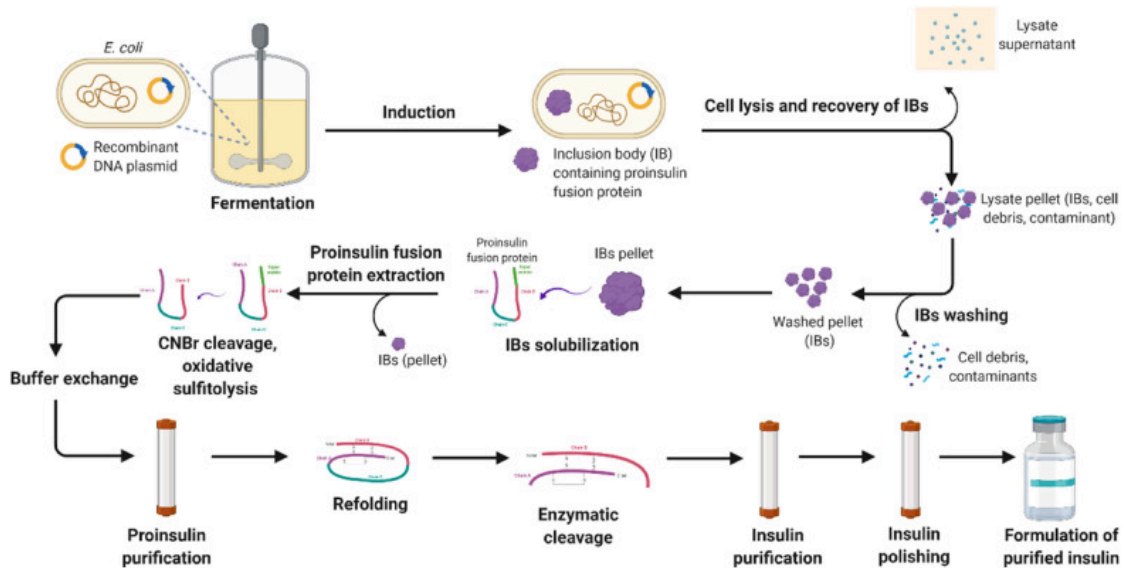 E. coli
Recombinant
DNA plasmid
Fermentation
Induction
Inclusion body (IB)
containing proinsulin
fusion protein
Cell lysis and recovery of IBs
Lysate
supernatant
Lysate pellet (IBs, cell
debris, contaminant)
IBs washing
Cell debris,
contaminants
Washed pellet
(IBs)
IBs pellet
Proinsulin
fusion protein
IBs solubilization
Proinsulin fusion
protein extraction
IBs (pellet)
CNBr cleavage,
oxidative
sulfitolysis
Buffer exchange
Proinsulin
purification
Refolding
Enzymatic
cleavage
Insulin
purification
Insulin
polishing
Formulation of
purified insulin